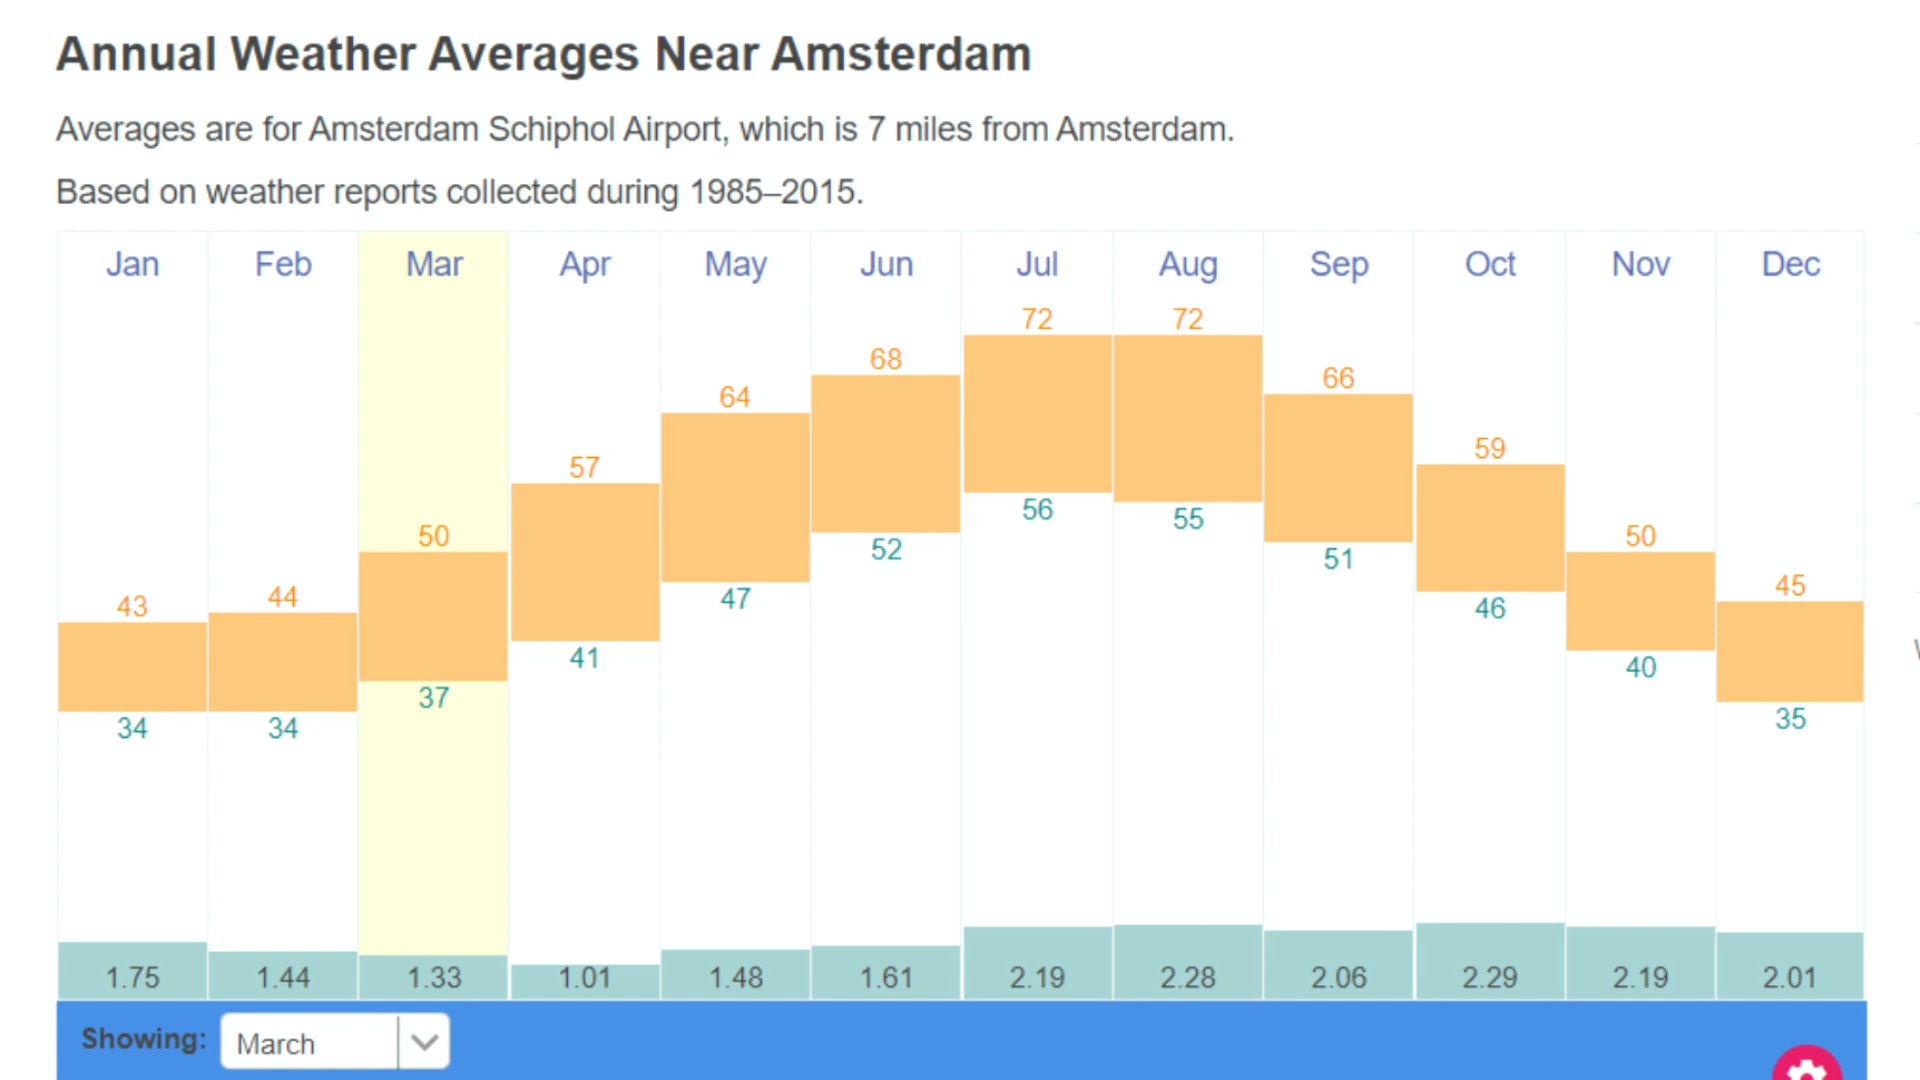 Annual Weather Averages Near Amsterdam
Averages are for Amsterdam Schiphol Airport, which is 7 miles from Amsterdam.
Based on weather reports collected during 1985–2015.
Jan Feb Mar Apr May Jun Jul Aug Sep Oct Nov Dec
43 44 50 57 64 68 72 72 66 59 50 45
34 34 37 41 47 52 56 55 51 46 40 35
1.75 1.44 1.33 1.01 1.48 1.61 2.19 2.28 2.06 2.29 2.19 2.01
Showing: March